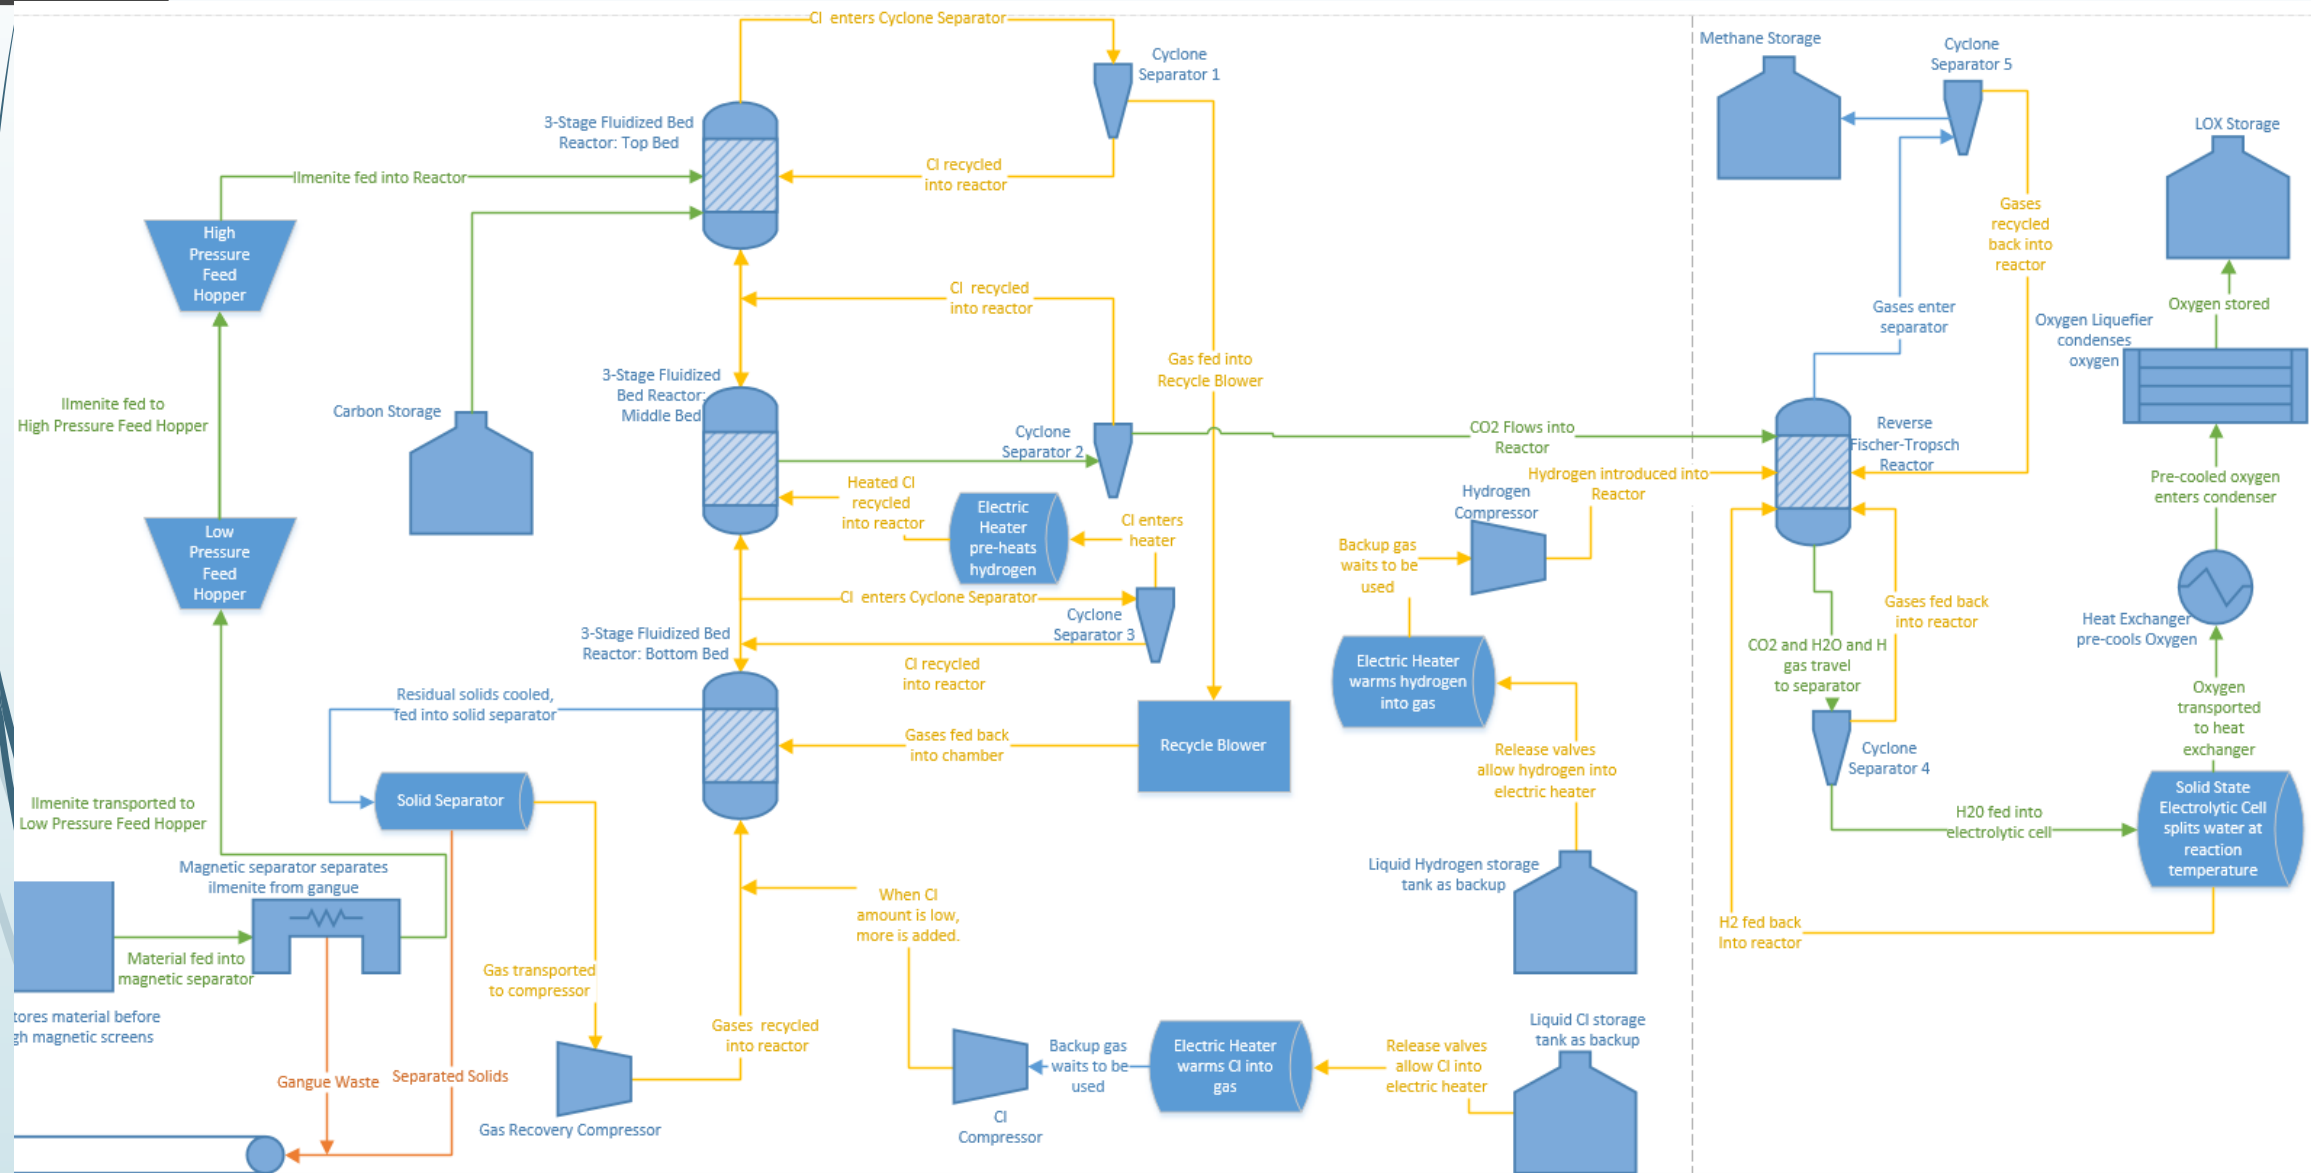 Cl enters Cyclone Separator
Cyclone
Separator 1
Methane Storage
Cyclone
Separator 5
3-Stage Fluidized Bed
Reactor: Top Bed
LOX Storage
Ilmenite fed into Reactor
Cl recycled
into reactor
High
Pressure
Feed
Hopper
Gases
recycled
back into
reactor
Cl recycled
into reactor
Gases enter
separator
Oxygen stored
Oxygen Liquefier
condenses
oxygen
Gas fed into
Recycle Blower
3-Stage Fluidized
Bed Reactor:
Middle Bed
Ilmenite fed to
High Pressure Feed Hopper
Carbon Storage
Cyclone
Separator 2
CO2 Flows into
Reactor
Reverse
Fischer-Tropsch
Reactor
Hydrogen introduced into
Reactor
Pre-cooled oxygen
enters condenser
Heated Cl
recycled
into reactor
Electric
Heater
pre-heats
hydrogen
Cl enters
heater
Hydrogen
Compressor
Low
Pressure
Feed
Hopper
Backup gas
waits to be
used
Cl enters Cyclone Separator
Cyclone
Separator 3
Gases fed back
into reactor
Heat Exchanger
pre-cools Oxygen
3-Stage Fluidized Bed
Reactor: Bottom Bed
Cl recycled
into reactor
Electric Heater
warms hydrogen
into gas
CO2 and H2O and H
gas travel
to separator
Residual solids cooled,
fed into solid separator
Oxygen
transported
to heat
exchanger
Gases fed back
into chamber
Recycle Blower
Release valves
allow hydrogen into
electric heater
Cyclone
Separator 4
Solid Separator
Ilmenite transported to
Low Pressure Feed Hopper
H20 fed into
electrolytic cell
Solid State
Electrolytic Cell
splits water at
reaction
temperature
Magnetic separator separates
ilmenite from gangue
Liquid Hydrogen storage
tank as backup
When Cl
amount is low,
more is added.
H2 fed back
Into reactor
Material fed into
magnetic separator
Gas transported
to compressor
tores material before
gh magnetic screens
Gases recycled
into reactor
Liquid Cl storage
tank as backup
Backup gas
waits to be
used
Electric Heater
warms Cl into
gas
Release valves
allow Cl into
electric heater
Gangue Waste
Separated Solids
Gas Recovery Compressor
Cl
Compressor